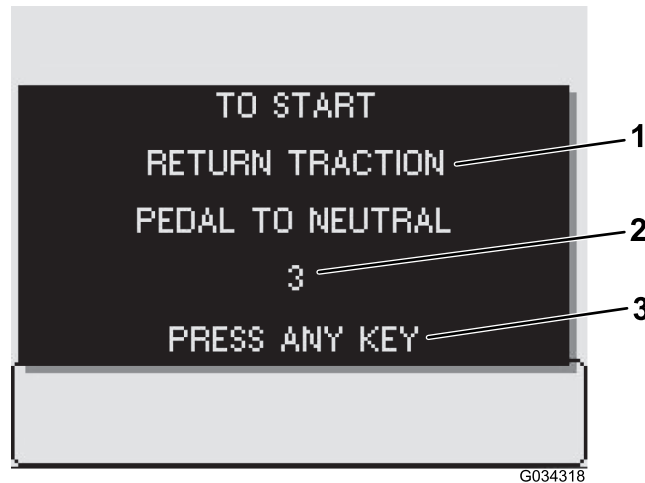 TO START
RETURN TRACTION
1
PEDAL TO NEUTRAL
2
3
3
PRESS ANY KEY
G034318